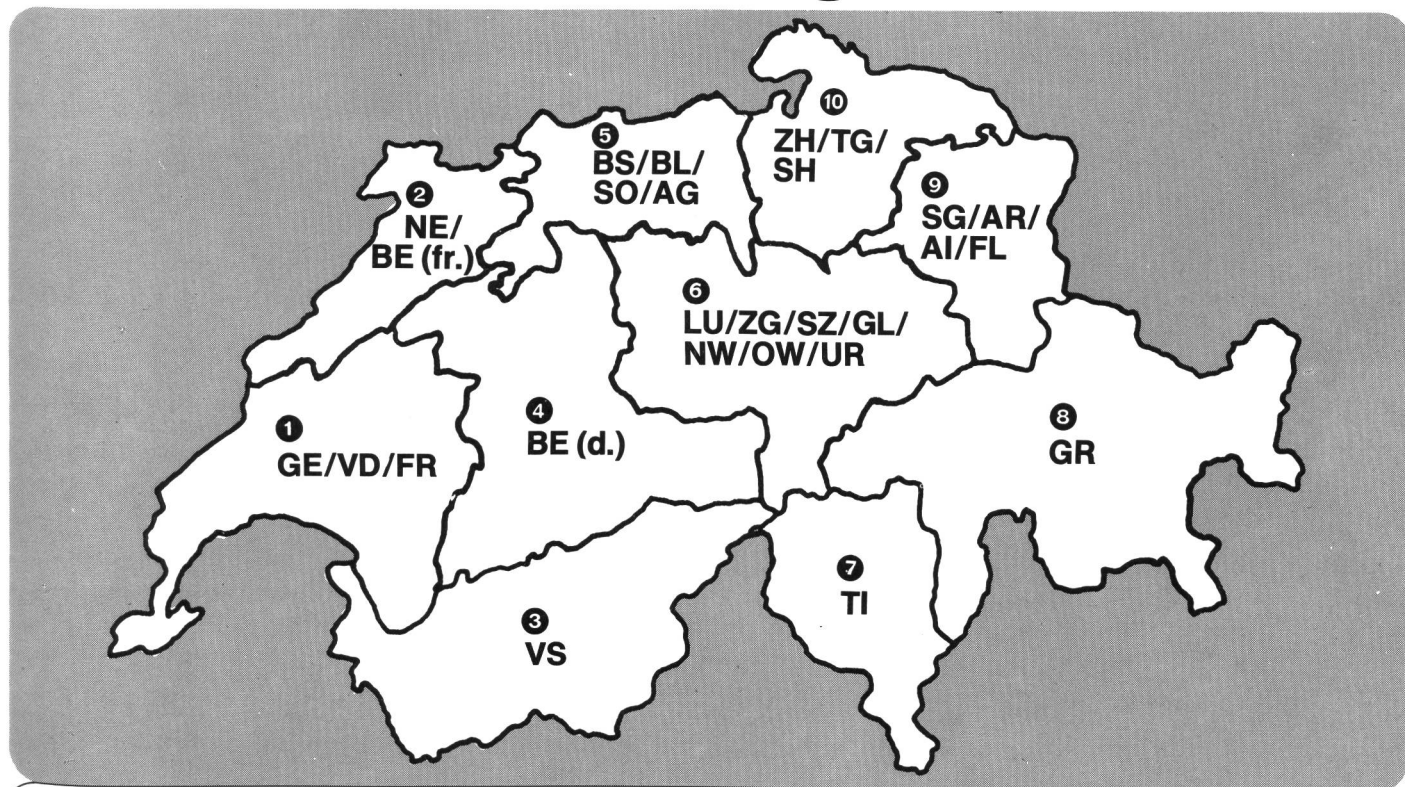 10
ZH/TG/
SH
5
BS/BL/
SO/AG
2
NE/
BE (fr.)
9
SG/AR/
AI/FL
6
LU/ZG/SZ/GL/
NW/OW/UR
1
GE/VD/FR
4
BE (d.)
8
GR
7
TI
3
VS